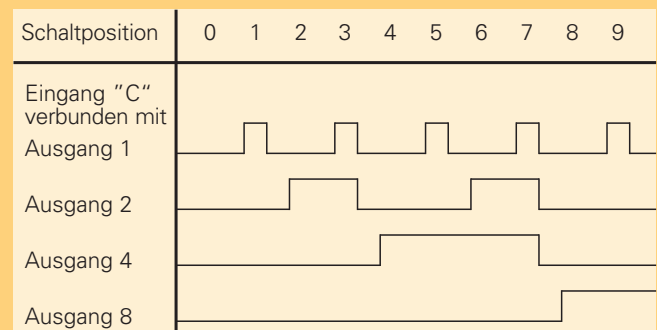 Schaltposition 0 1 2 3 4 5 6 7 8 9
Eingang "C“
verbunden mit
Ausgang 1
Ausgang 2
Ausgang 4
Ausgang 8